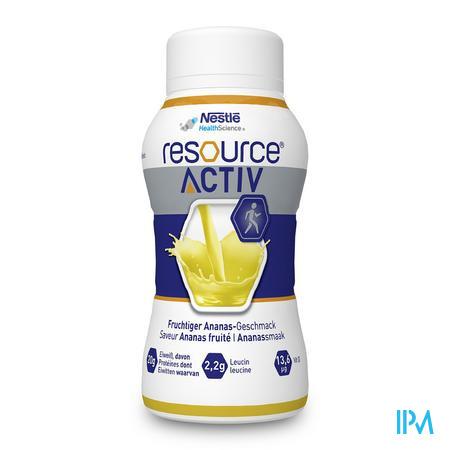 Nestlé
HealthScience®
resource®
ACTIV
Fruchtiger Ananas-Geschmack
Saveur Ananas fruité | Ananassmaak
20g
Eiweiß, davon
Protéines dont
Eiwitten waarvan
2,2g
Leucin
leucine
13,6
µg
Vit D
IPM